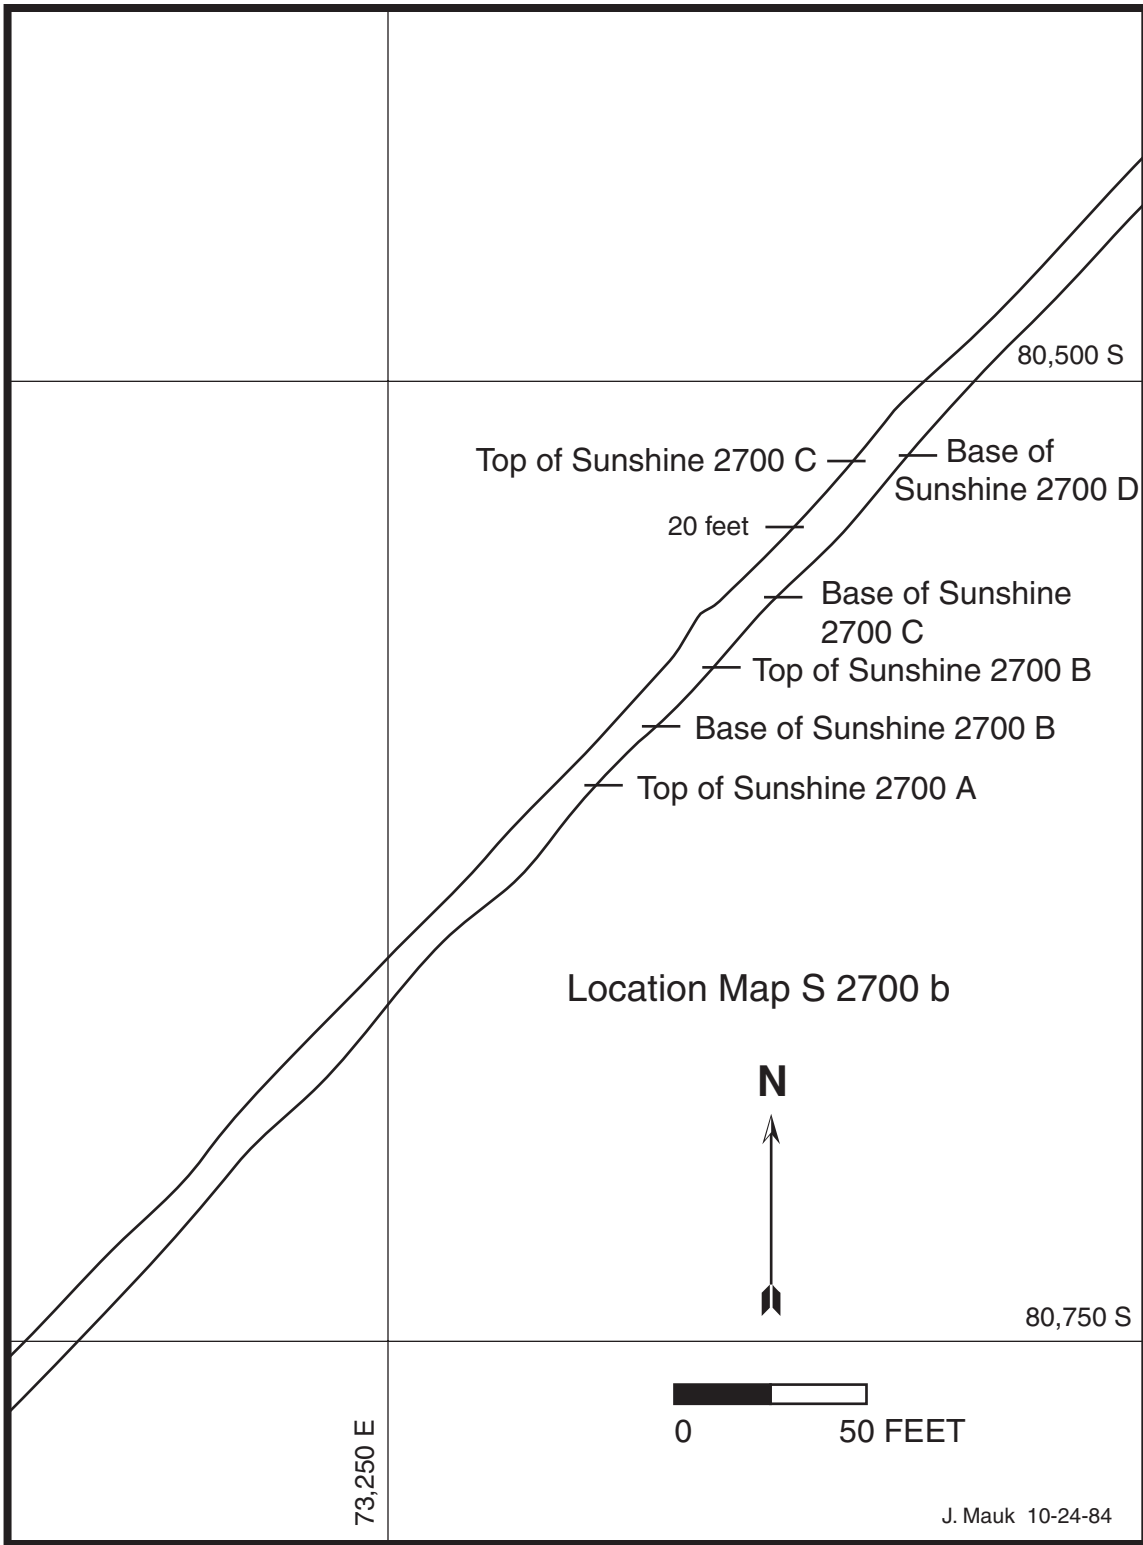 80,500 S
Top of Sunshine 2700 C
Base of
Sunshine 2700 D
20 feet
Base of Sunshine
2700 C
Top of Sunshine 2700 B
Base of Sunshine 2700 B
Top of Sunshine 2700 A
Location Map S 2700 b
N
80,750 S
0 50 FEET
73,250 E
J. Mauk 10-24-84